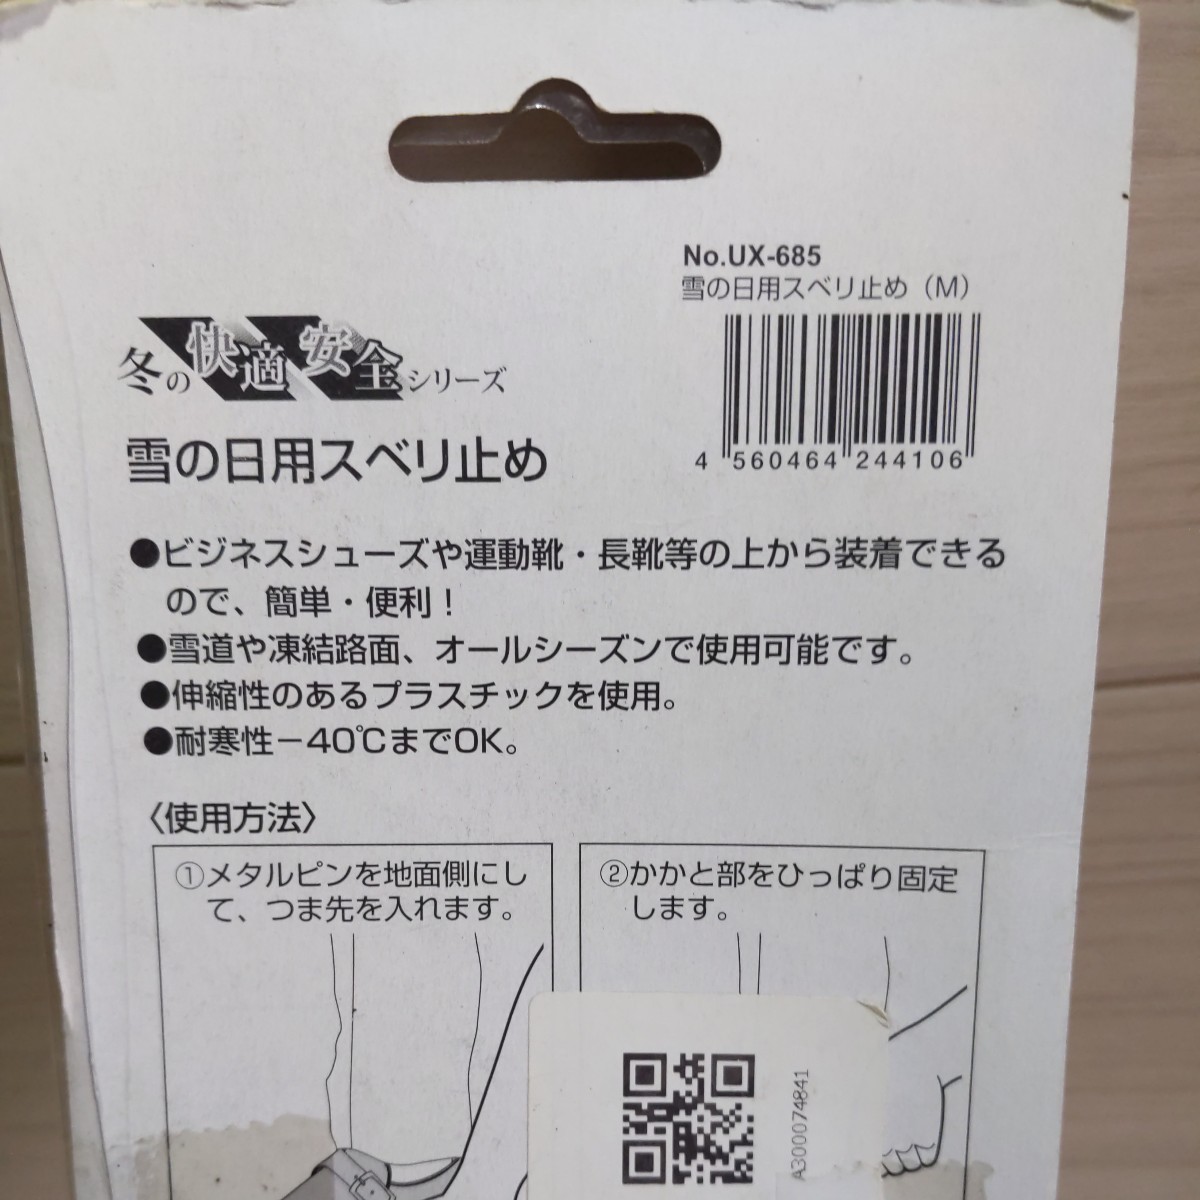 No.UX-685
雪の日用スベリ止め（M）
4 560464 244106
冬の快適安全シリーズ
雪の日用スベリ止め
●ビジネスシューズや運動靴・長靴等の上から装着できる
ので、簡単・便利！
●雪道や凍結路面、オールシーズンで使用可能です。
●伸縮性のあるプラスチックを使用。
●耐寒性－40℃までOK。
〈使用方法〉
①メタルピンを地面側にし
て、つま先を入れます。
②かかと部をひっぱり固定
します。
A300074841